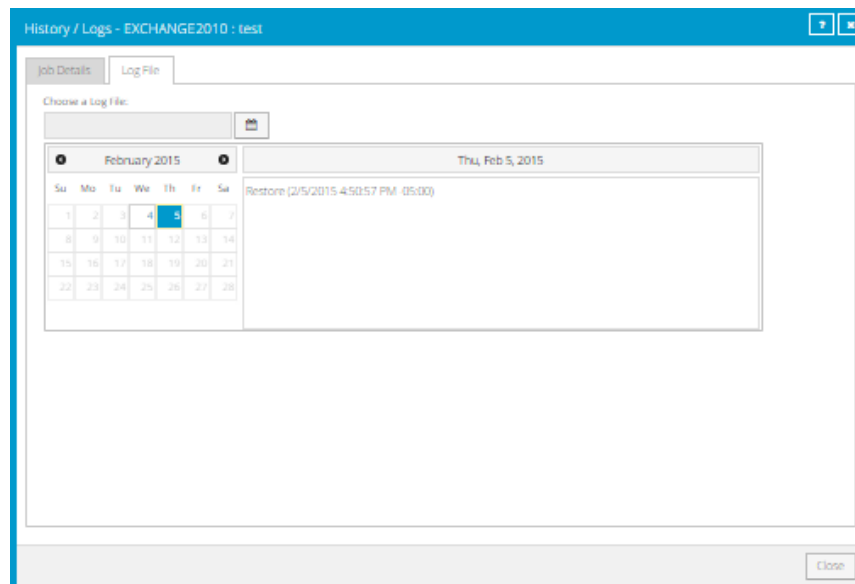 History / Logs - EXCHANGE2010 : test
?
Job Details Log File
Choose a Log File:
February 2015 Thu, Feb 5, 2015
Su Mo Tu We Th Fr Sa
Restore (2/5/2015 4:50:57 PM -05:00)
1 2 3 4 5 6 7
8 9 10 11 12 13 14
15 16 17 18 19 20 21
22 23 24 25 26 27 28
Close